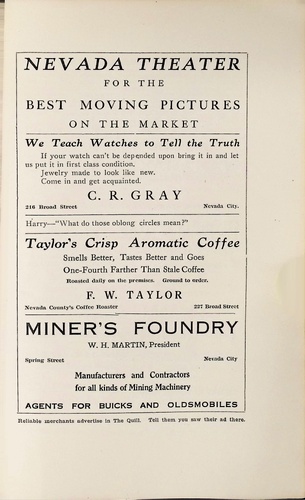 NEVADA THEATER
FOR THE
BEST MOVING PICTURES
ON THE MARKET
We Teach Watches to Tell the Truth
If your watch can't be depended upon bring it in and let
us put it in first class condition.
Jewelry made to look like new.
Come in and get acquainted.
C. R. GRAY
216 Broad Street Nevada City.
Harry—"What do those oblong circles mean?"
Taylor's Crisp Aromatic Coffee
Smells Better, Tastes Better and Goes
One-Fourth Farther Than Stale Coffee
Roasted daily on the premises. Ground to order.
F. W. TAYLOR
Nevada County's Coffee Roaster 237 Broad Street
MINER'S FOUNDRY
W. H. MARTIN, President
Spring Street Nevada City
Manufacturers and Contractors
for all kinds of Mining Machinery
AGENTS FOR BUICKS AND OLDSMOBILES
Reliable merchants advertise in The Quill. Tell them you saw their ad there.